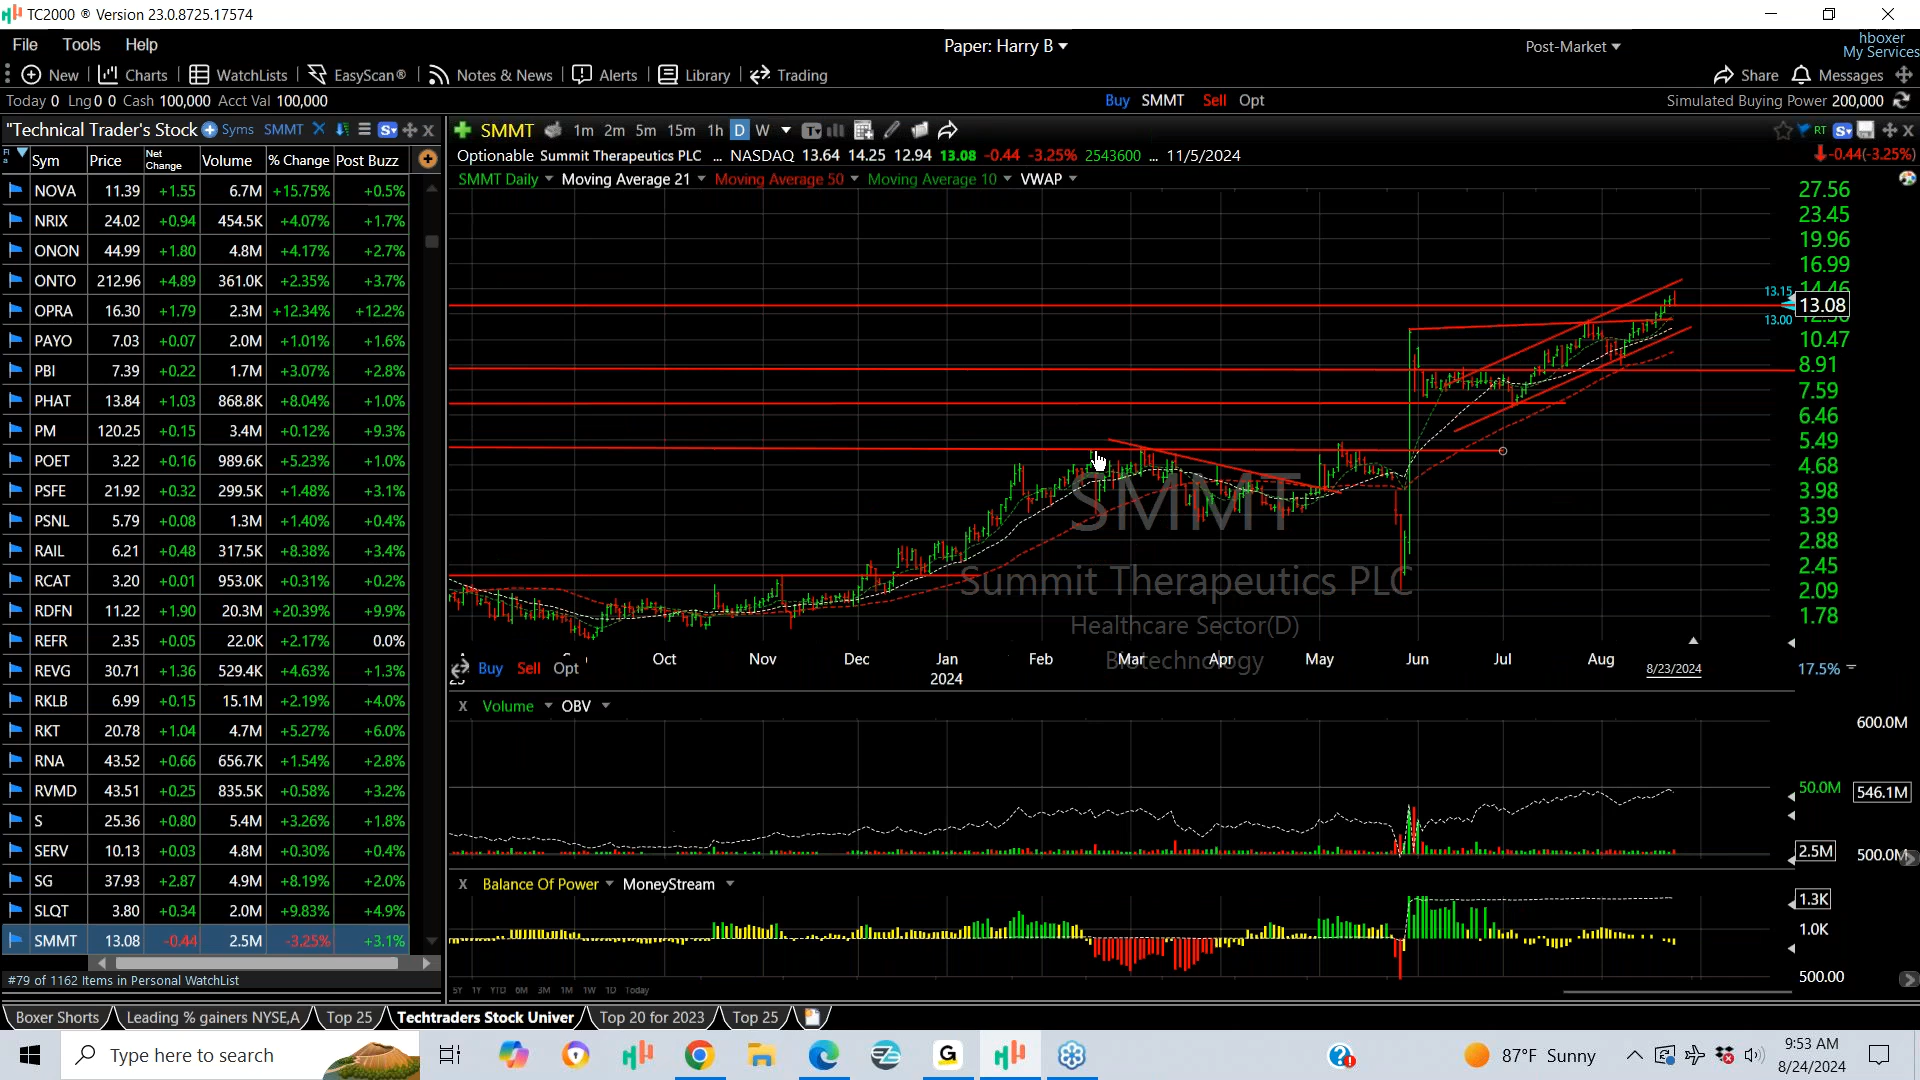 TC2000 ® Version 23.0.8725.17574
File Tools Help
Paper: Harry B
Post-Market
hboxer
My Services
New Charts WatchLists EasyScan® Notes & News Alerts Library Trading
Share Messages
Today 0 Lng 0 0 Cash 100,000 Acct Val 100,000
Buy SMMT Sell Opt
Simulated Buying Power 200,000
"Technical Trader's Stock Syms SMMT
Sym Price Net Change Volume % Change Post Buzz
NOVA 11.39 +1.55 6.7M +15.75% +0.5%
NRIX 24.02 +0.94 454.5K +4.07% +1.7%
ONON 44.99 +1.80 4.8M +4.17% +2.7%
ONTO 212.96 +4.89 361.0K +2.35% +3.7%
OPRA 16.30 +1.79 2.3M +12.34% +12.2%
PAYO 7.03 +0.07 2.0M +1.01% +1.6%
PBI 7.39 +0.22 1.7M +3.07% +2.8%
PHAT 13.84 +1.03 868.8K +8.04% +1.0%
PM 120.25 +0.15 3.4M +0.12% +9.3%
POET 3.22 +0.16 989.6K +5.23% +1.0%
PSFE 21.92 +0.32 299.5K +1.48% +3.1%
PSNL 5.79 +0.08 1.3M +1.40% +0.4%
RAIL 6.21 +0.48 317.5K +8.38% +3.4%
RCAT 3.20 +0.01 953.0K +0.31% +0.2%
RDFN 11.22 +1.90 20.3M +20.39% +9.9%
REFR 2.35 +0.05 22.0K +2.17% 0.0%
REVG 30.71 +1.36 529.4K +4.63% +1.3%
RKLB 6.99 +0.15 15.1M +2.19% +4.0%
RKT 20.78 +1.04 4.7M +5.27% +6.0%
RNA 43.52 +0.66 656.7K +1.54% +2.8%
RVMD 43.51 +0.25 835.5K +0.58% +3.2%
S 25.36 +0.80 5.4M +3.26% +1.8%
SERV 10.13 +0.03 4.8M +0.30% +0.4%
SG 37.93 +2.87 4.9M +8.19% +2.0%
SLQT 3.80 +0.34 2.0M +9.83% +4.9%
SMMT 13.08 -0.44 2.5M -3.25% +3.1%
#79 of 1162 Items in Personal WatchList
SMMT 1m 2m 5m 15m 1h D W
RT
Optionable Summit Therapeutics PLC ... NASDAQ 13.64 14.25 12.94 13.08 -0.44 -3.25% 2543600 ... 11/5/2024
-0.44(-3.25%)
SMMT Daily Moving Average 21 Moving Average 50 Moving Average 10 VWAP
27.56
23.45
19.96
16.99
14.46
13.15
13.08
13.00
10.47
8.91
7.59
6.46
5.49
4.68
3.98
3.39
2.88
2.45
2.09
1.78
17.5%
SMMT
Summit Therapeutics PLC
Healthcare Sector(D)
Biotechnology
Oct Nov Dec Jan Feb Mar Apr May Jun Jul Aug
2024
8/23/2024
Buy Sell Opt
X Volume OBV
600.0M
50.0M
546.1M
2.5M
500.0M
X Balance Of Power MoneyStream
1.3K
1.0K
500.00
5Y 1Y YTD 6M 3M 1M 1W 1D Today
Boxer Shorts Leading % gainers NYSE,A Top 25 Techtraders Stock Univer Top 20 for 2023 Top 25
Type here to search
87°F Sunny
9:53 AM
8/24/2024